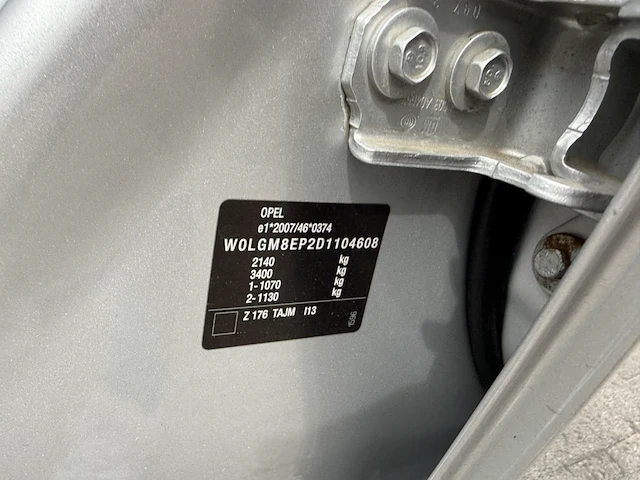 OPEL
e1*2007/46*0374
W0LGM8EP2D1104608
2140 kg
3400 kg
1-1070 kg
2-1130 kg
Z 176 TAJM I13